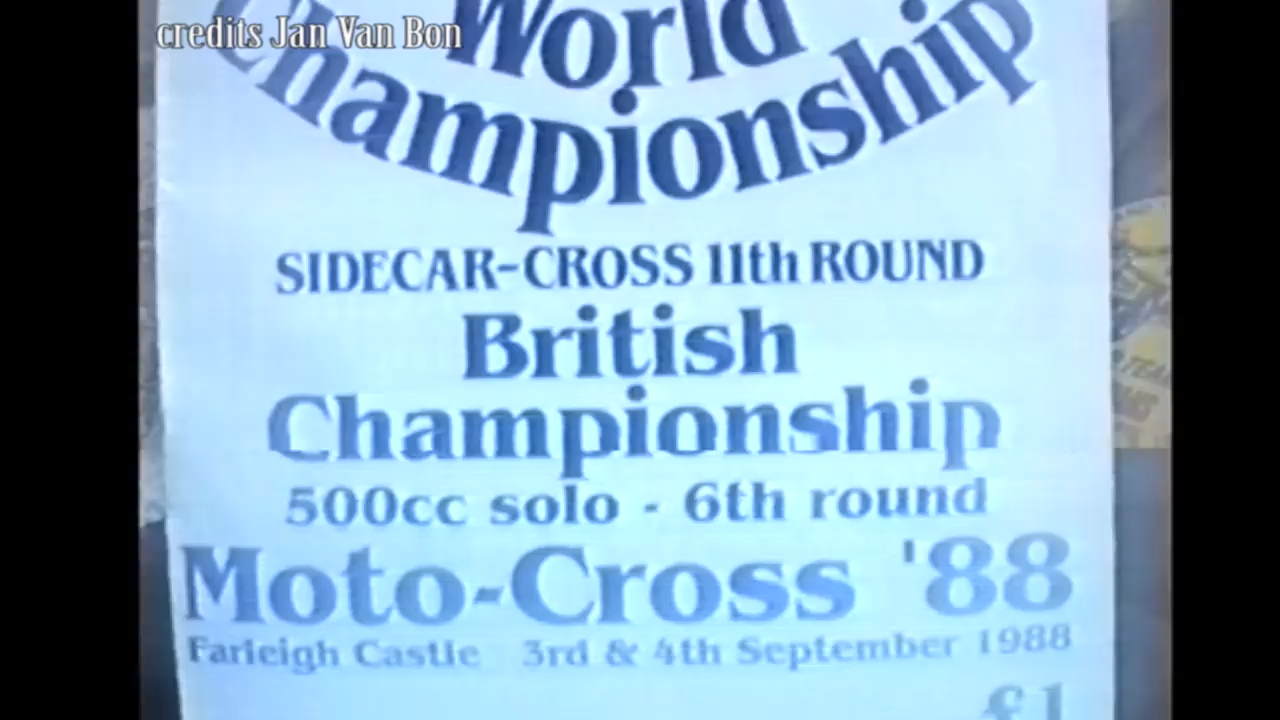 credits Jan Van Bon
World
Championship
SIDECAR-CROSS 11th ROUND
British
Championship
500cc solo - 6th round
Moto-Cross '88
Farleigh Castle 3rd & 4th September 1988
£1